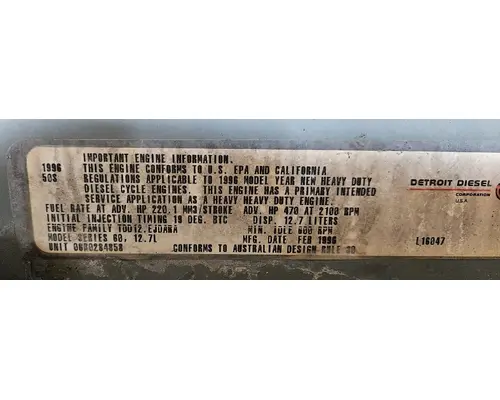 IMPORTANT ENGINE INFORMATION.
1996 THIS ENGINE CONFORMS TO U.S. EPA AND CALIFORNIA
50S REGULATIONS APPLICABLE TO 1996 MODEL YEAR NEW HEAVY DUTY
DIESEL CYCLE ENGINES. THIS ENGINE HAS A PRIMARY INTENDED
SERVICE APPLICATION AS A HEAVY HEAVY DUTY ENGINE.
FUEL RATE AT ADV. HP 220.1 MM3/STROKE ADV. HP 470 AT 2100 RPM
INITIAL INJECTION TIMING 19 DEG. BTC DISP. 12.7 LITERS
ENGINE FAMILY MIN. IDLE 600 RPM
MODEL SERIES 60, 12.7L MFG. DATE FEB 1996
UNIT CONFORMS TO AUSTRALIAN DESIGN RULE 30
DETROIT DIESEL
CORPORATION
U.S.A.
L16047